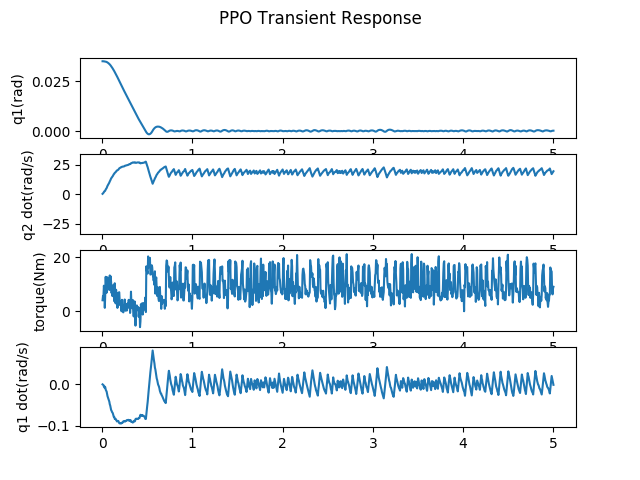 PPO Transient Response
q1(rad)
0.025
0.000
0 1 2 3 4 5
q2 dot(rad/s)
25
0
−25
0 1 2 3 4 5
torque(Nm)
20
0
0 1 2 3 4 5
q1 dot(rad/s)
0.0
−0.1
0 1 2 3 4 5